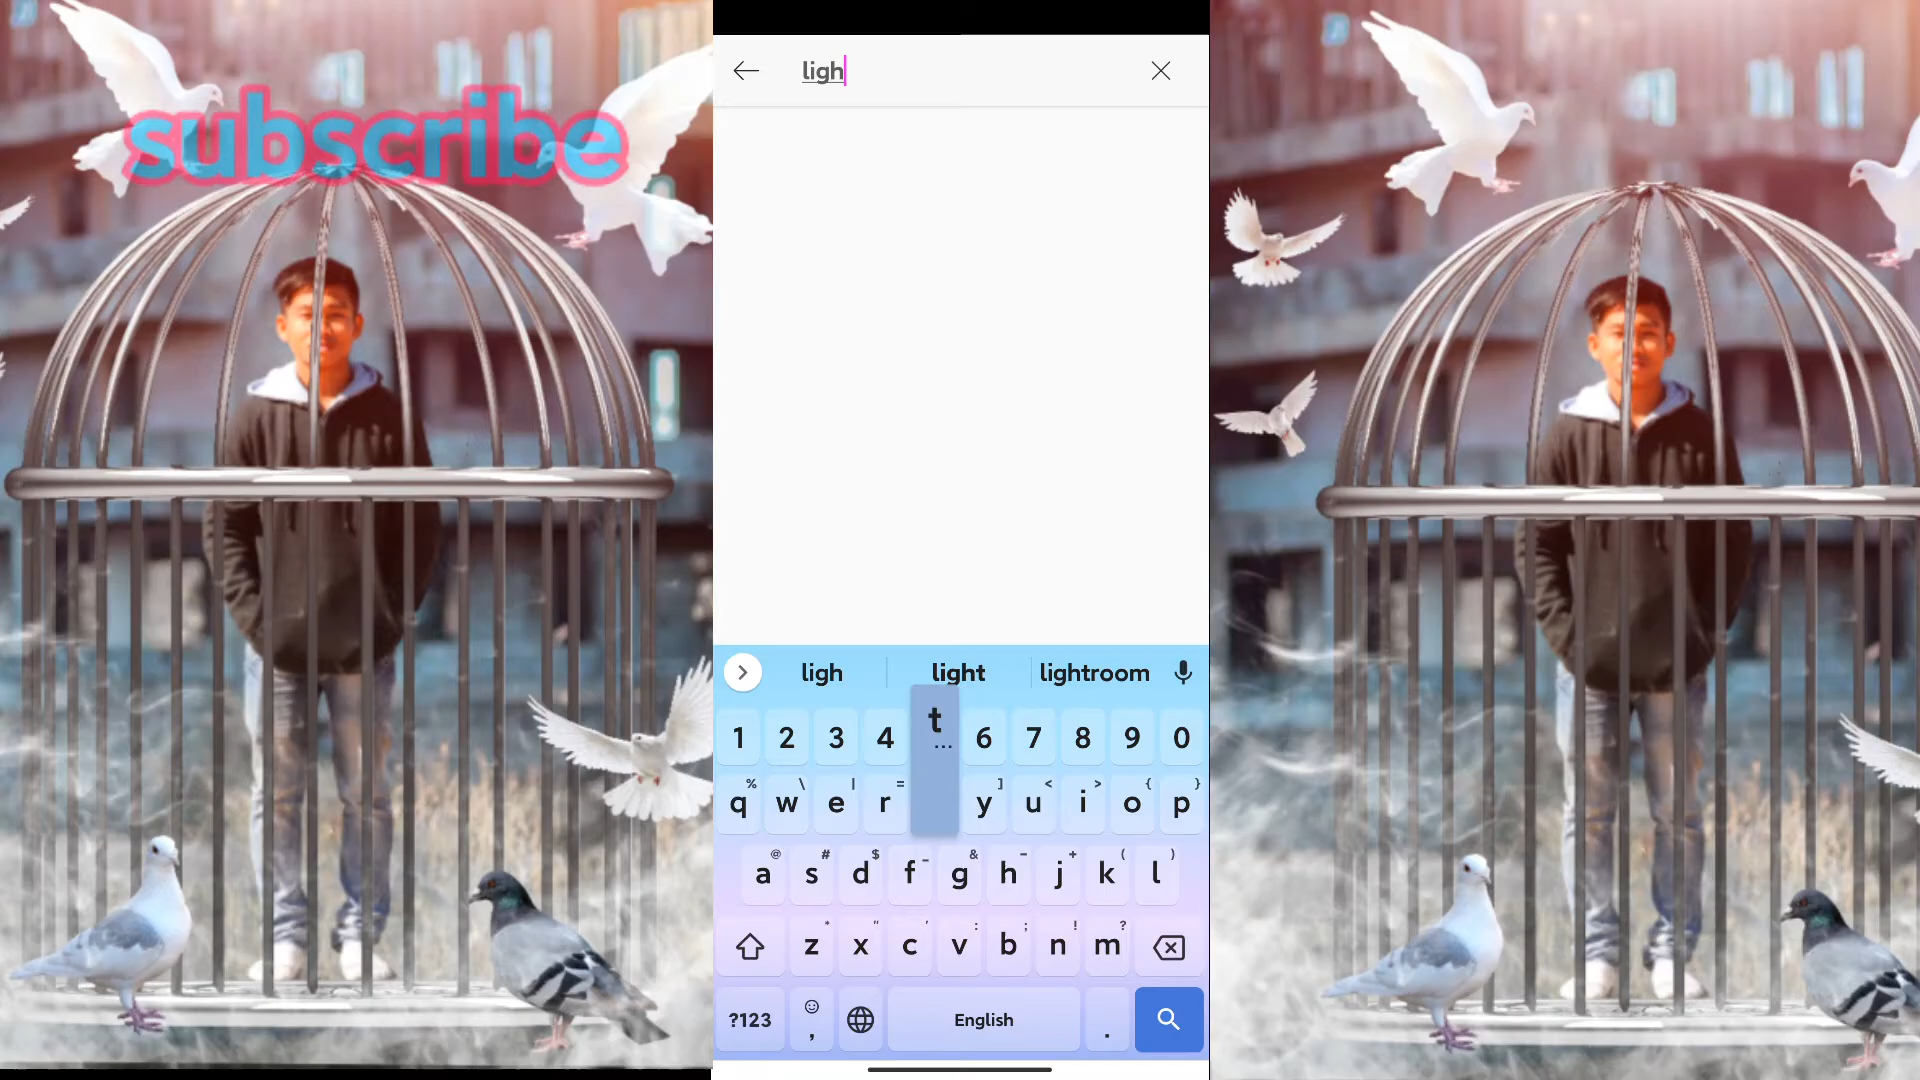 subscribe
ligh
ligh light lightroom
1 2 3 4 t... 6 7 8 9 0
% \ | = ] < > { }
q w e r y u i o p
@ # $ _ & - + ( )
a s d f g h j k l
* " ' : ; ! ?
z x c v b n m
?123 , English .